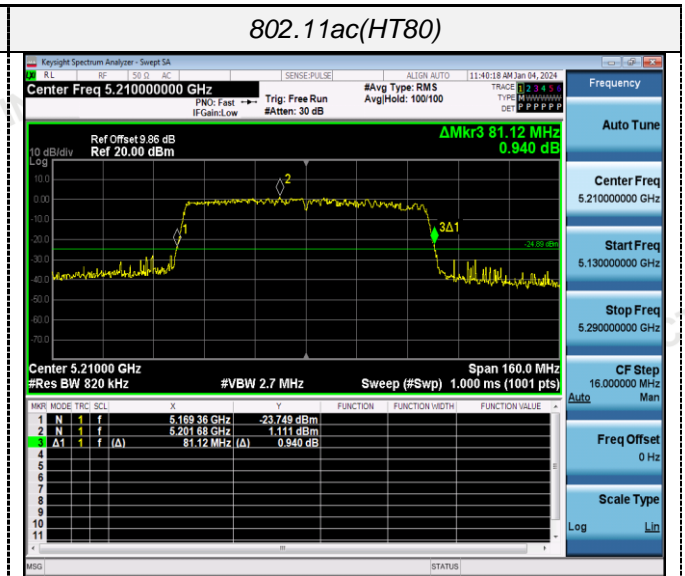 802.11ac(HT80)
Keysight Spectrum Analyzer - Swept SA
RL RF 50 Ω AC SENSE:PULSE ALIGN AUTO 11:40:18 AM Jan 04, 2024
Center Freq 5.210000000 GHz
PNO: Fast
IFGain:Low
Trig: Free Run
#Atten: 30 dB
#Avg Type: RMS
Avg|Hold: 100/100
TRACE 1 2 3 4 5 6
TYPE M WWWWW
DET P P P P P P
Frequency
Ref Offset 9.86 dB
10 dB/div Ref 20.00 dBm
Log
ΔMkr3 81.12 MHz
0.940 dB
10.0
0.00
-10.0
-20.0
-30.0
-40.0
-50.0
-60.0
-70.0
1
2
3Δ1
-24.89 dBm
Center 5.21000 GHz
#Res BW 820 kHz
#VBW 2.7 MHz
Span 160.0 MHz
Sweep (#Swp) 1.000 ms (1001 pts)
MKR MODE TRC SCL X Y FUNCTION FUNCTION WIDTH FUNCTION VALUE
1 N 1 f 5.169 36 GHz -23.749 dBm
2 N 1 f 5.201 68 GHz 1.111 dBm
3 Δ1 1 f (Δ) 81.12 MHz (Δ) 0.940 dB
4
5
6
7
8
9
10
11
MSG STATUS
Auto Tune
Center Freq
5.210000000 GHz
Start Freq
5.130000000 GHz
Stop Freq
5.290000000 GHz
CF Step
16.000000 MHz
Auto Man
Freq Offset
0 Hz
Scale Type
Log Lin